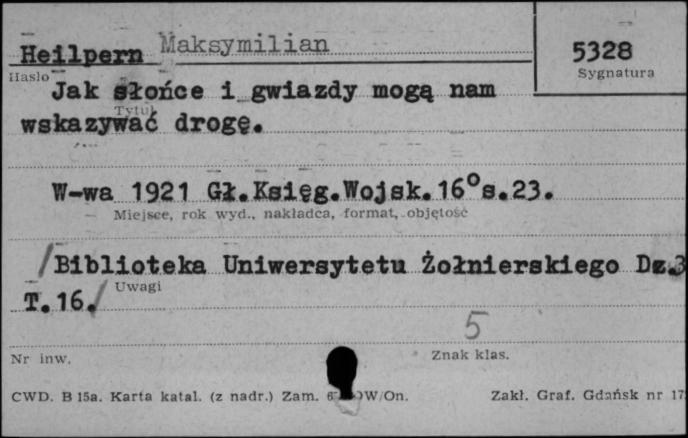 Heilpern Maksymilian
5328
Hasło
Sygnatura
Jak słońce i gwiazdy mogą nam
Tytuł
wskazywać drogę.
W-wa 1921 Gł.Księg.Wojsk.16°s.23.
Miejsce, rok wyd., nakładca, format, objętość
/Biblioteka Uniwersytetu Żołnierskiego Dz.3
Uwagi
T.16./
5
Nr inw.
Znak klas.
CWD. B 15a. Karta katal. (z nadr.) Zam. W/On.
Zakł. Graf. Gdańsk nr 17